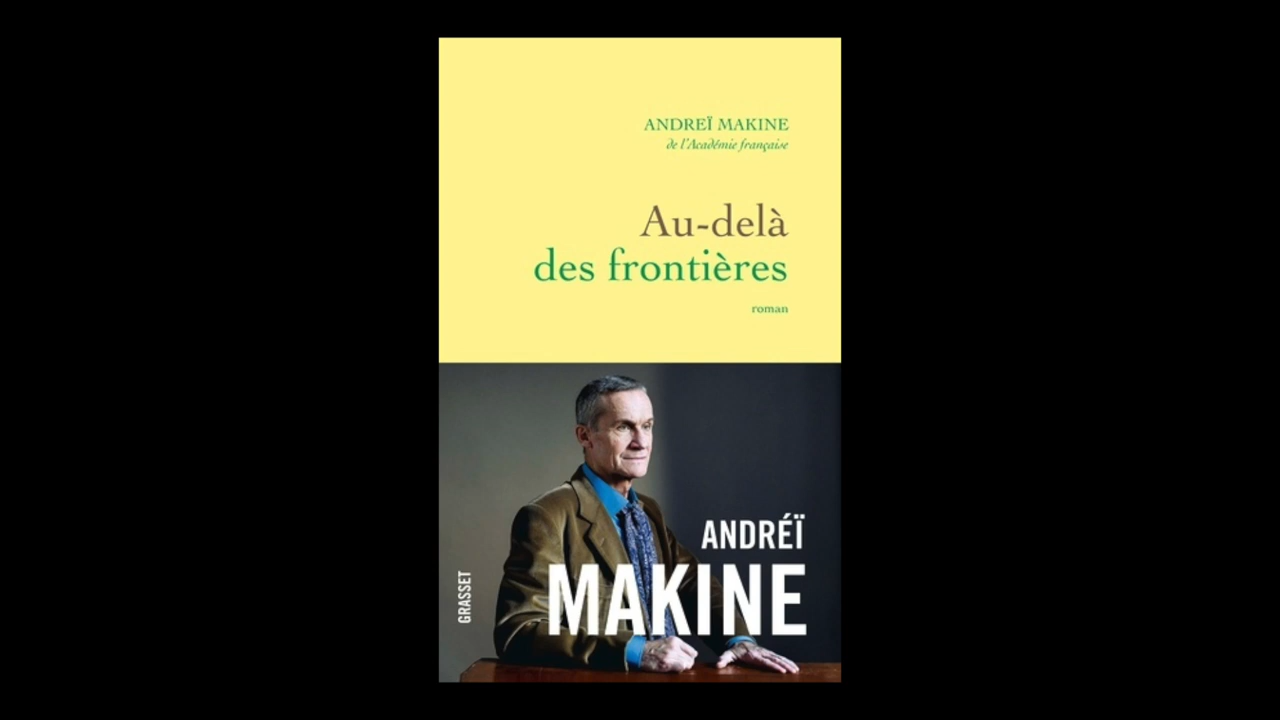 ANDREÏ MAKINE
de l'Académie française
Au-delà
des frontières
roman
ANDRÉÏ
MAKINE
GRASSET